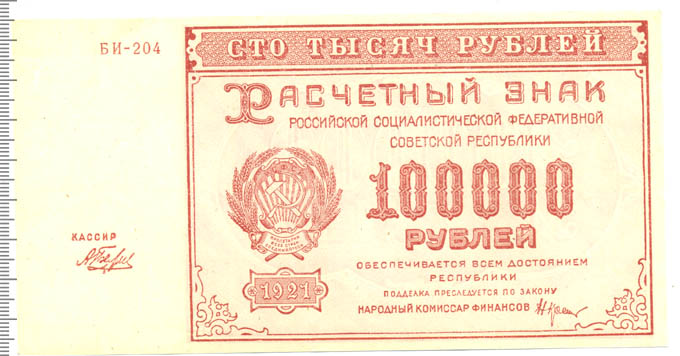 БИ-204
СТО ТЫСЯЧ РУБЛЕЙ
РАСЧЕТНЫЙ ЗНАК
РОССИЙСКОЙ СОЦИАЛИСТИЧЕСКОЙ ФЕДЕРАТИВНОЙ
СОВЕТСКОЙ РЕСПУБЛИКИ
100000
РУБЛЕЙ
КАССИР
ОБЕСПЕЧИВАЕТСЯ ВСЕМ ДОСТОЯНИЕМ
РЕСПУБЛИКИ
1921
ПОДДЕЛКА ПРЕСЛЕДУЕТСЯ ПО ЗАКОНУ
НАРОДНЫЙ КОМИССАР ФИНАНСОВ